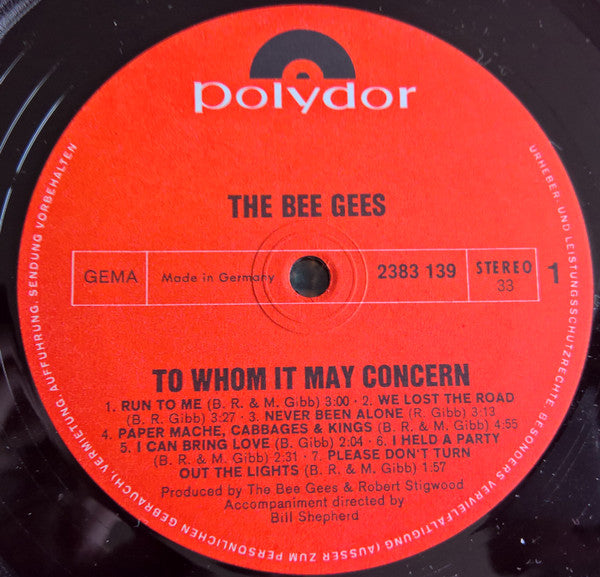 polydor
THE BEE GEES
GEMA
Made in Germany
2383 139
STEREO
33
1
TO WHOM IT MAY CONCERN
1. RUN TO ME (B. R. & M. Gibb) 3:00 · 2. WE LOST THE ROAD
(B. R. Gibb) 3:27 · 3. NEVER BEEN ALONE (R. Gibb) 3:13
4. PAPER MACHE, CABBAGES & KINGS (B. R. & M. Gibb) 4:55
5. I CAN BRING LOVE (B. Gibb) 2:04 · 6. I HELD A PARTY
(B. R. & M. Gibb) 2:31 · 7. PLEASE DON'T TURN
OUT THE LIGHTS (B. R. & M. Gibb) 1:57
Produced by The Bee Gees & Robert Stigwood
Accompaniment directed by
Bill Shepherd
URHEBER- UND LEISTUNGSSCHUTZRECHTE BESONDERS VERVIELFÄLTIGUNG (AUSSER ZUM PERSÖNLICHEN GEBRAUCH), VERMIETUNG AUFFÜHRUNG, SENDUNG VORBEHALTEN